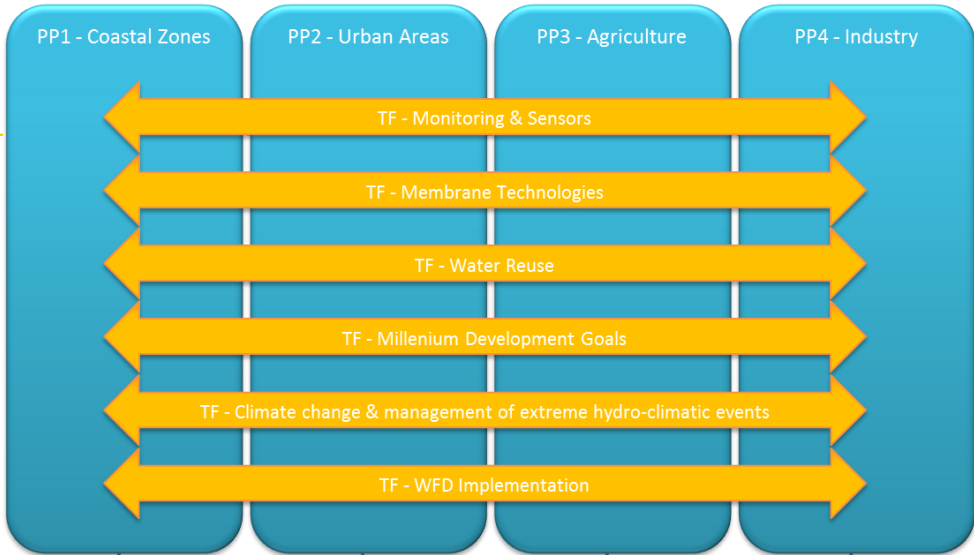 PP1 - Coastal Zones
PP2 - Urban Areas
PP3 - Agriculture
PP4 - Industry
TF - Monitoring & Sensors
TF - Membrane Technologies
TF - Water Reuse
TF - Millenium Development Goals
TF - Climate change & management of extreme hydro-climatic events
TF - WFD Implementation